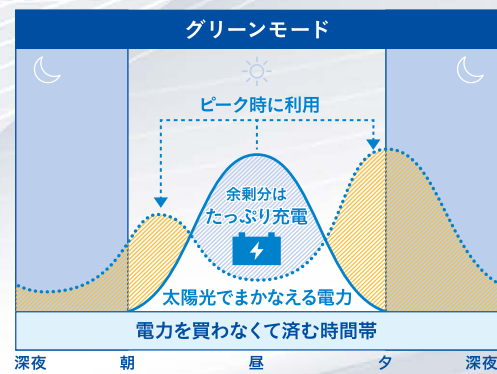 グリーンモード
ピーク時に利用
余剰分は
たっぷり充電
太陽光でまかなえる電力
電力を買わなくて済む時間帯
深夜 朝 昼 夕 深夜